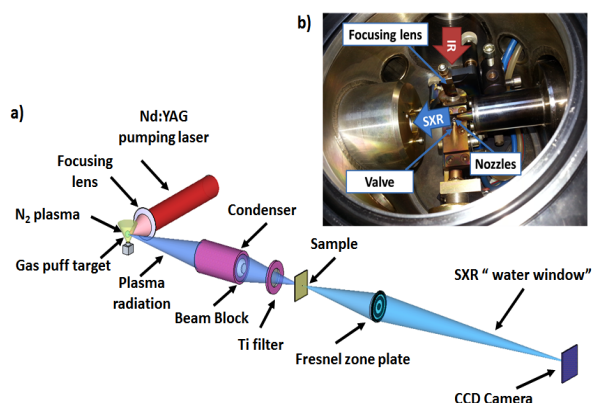 b)
Focusing lens
IR
SXR
Valve
Nozzles
a)
Nd:YAG
pumping laser
Focusing
lens
N2 plasma
Gas puff target
Plasma
radiation
Condenser
Beam Block
Ti filter
Sample
Fresnel zone plate
SXR “ water window”
CCD Camera